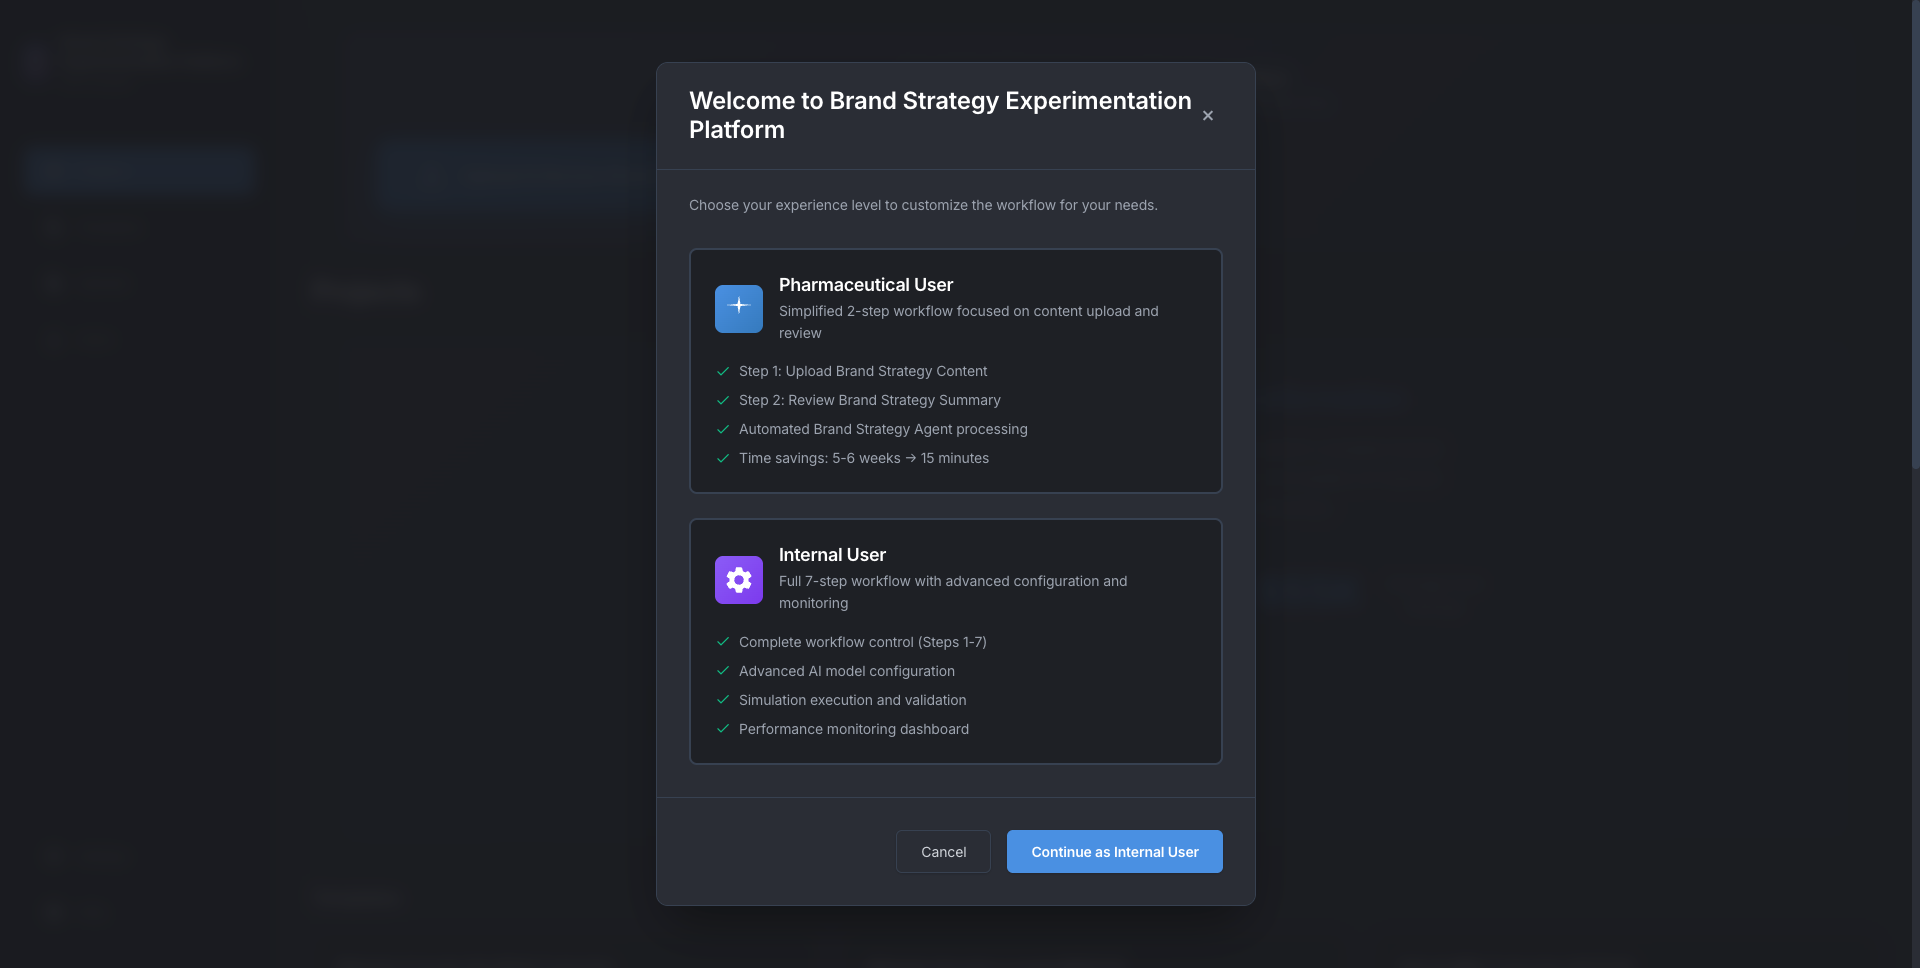 Welcome to Brand Strategy Experimentation
Platform
×
Choose your experience level to customize the workflow for your needs.
Pharmaceutical User
Simplified 2-step workflow focused on content upload and
review
Step 1: Upload Brand Strategy Content
Step 2: Review Brand Strategy Summary
Automated Brand Strategy Agent processing
Time savings: 5-6 weeks → 15 minutes
Internal User
Full 7-step workflow with advanced configuration and
monitoring
Complete workflow control (Steps 1-7)
Advanced AI model configuration
Simulation execution and validation
Performance monitoring dashboard
Cancel
Continue as Internal User